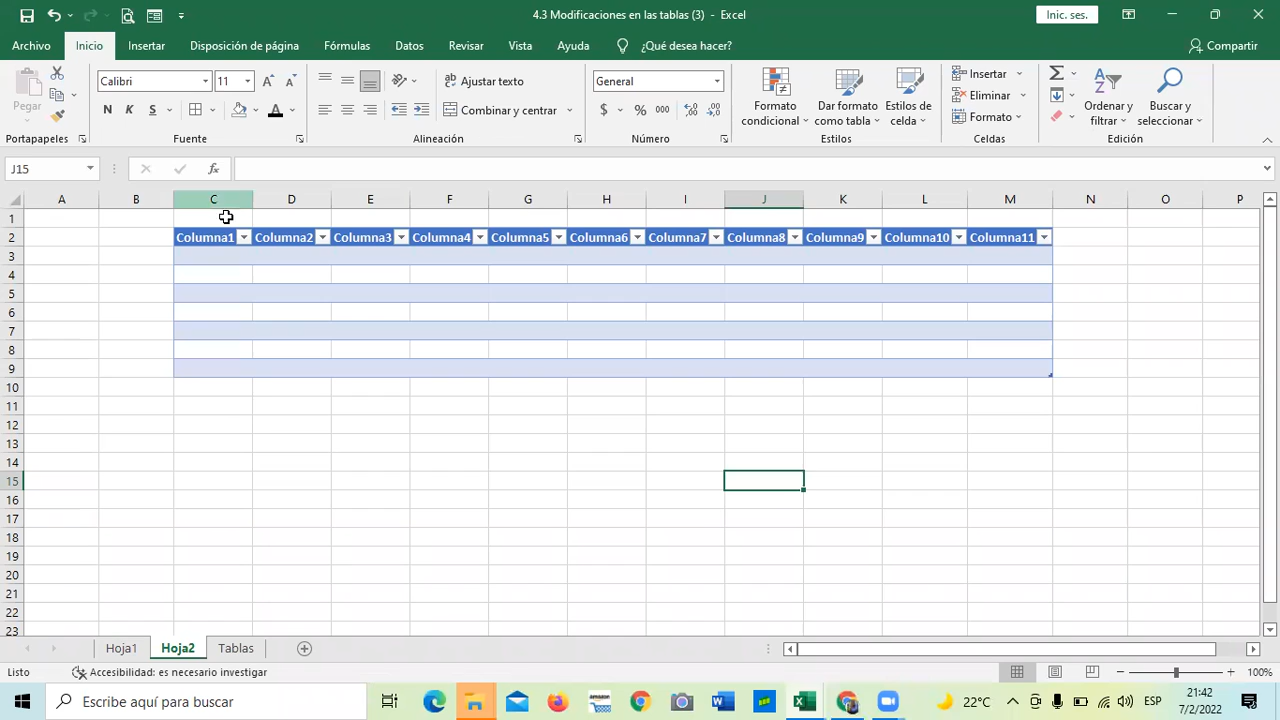 4.3 Modificaciones en las tablas (3) - Excel
Inic. ses.
Archivo Inicio Insertar Disposición de página Fórmulas Datos Revisar Vista Ayuda ¿Qué desea hacer? Compartir
Pegar
Calibri 11
N K S
Ajustar texto
Combinar y centrar
General
$ % 000
Formato condicional
Dar formato como tabla
Estilos de celda
Insertar
Eliminar
Formato
Ordenar y filtrar
Buscar y seleccionar
Portapapeles Fuente Alineación Número Estilos Celdas Edición
J15 fx
A B C D E F G H I J K L M N O P
1
2 Columna1 Columna2 Columna3 Columna4 Columna5 Columna6 Columna7 Columna8 Columna9 Columna10 Columna11
3
4
5
6
7
8
9
10
11
12
13
14
15
16
17
18
19
20
21
22
23
Hoja1 Hoja2 Tablas
Listo Accesibilidad: es necesario investigar 100%
Escribe aquí para buscar 22°C ESP 21:42
7/2/2022